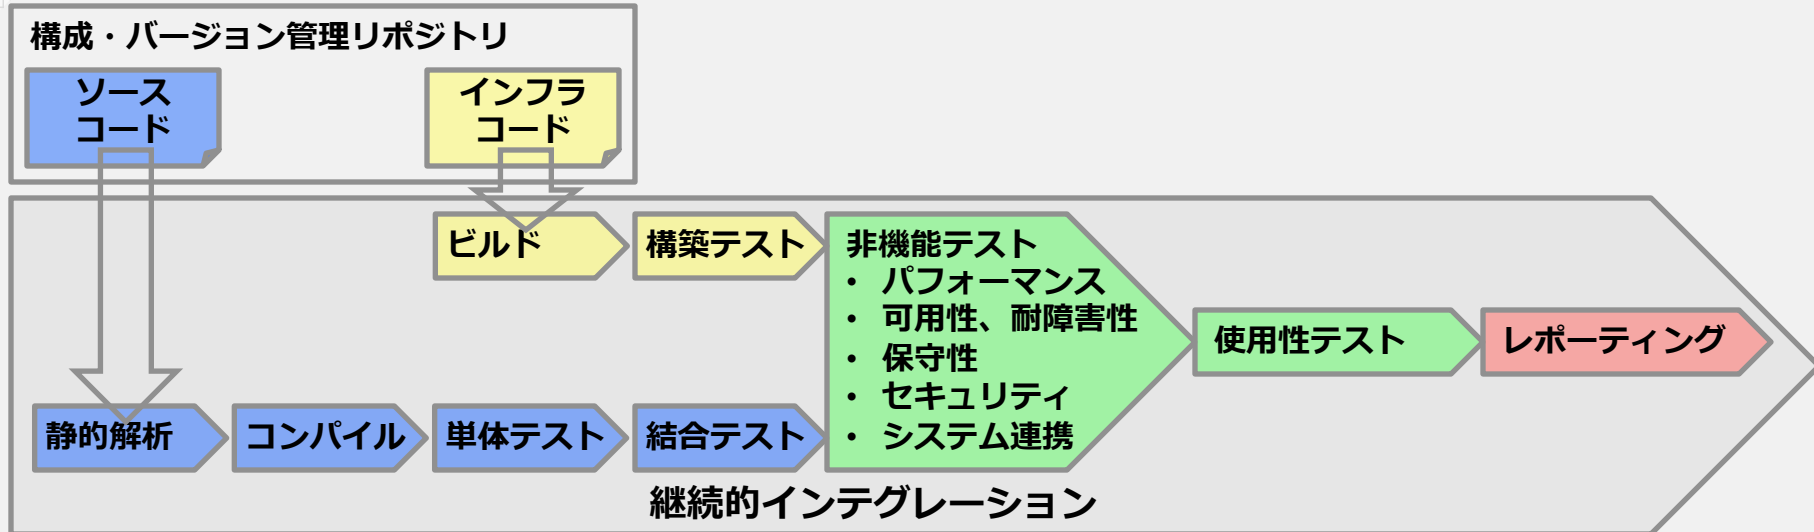 構成・バージョン管理リポジトリ
ソース
コード
インフラ
コード
ビルド
構築テスト
非機能テスト
・ パフォーマンス
・ 可用性、耐障害性
・ 保守性
・ セキュリティ
・ システム連携
使用性テスト
レポーティング
静的解析
コンパイル
単体テスト
結合テスト
継続的インテグレーション